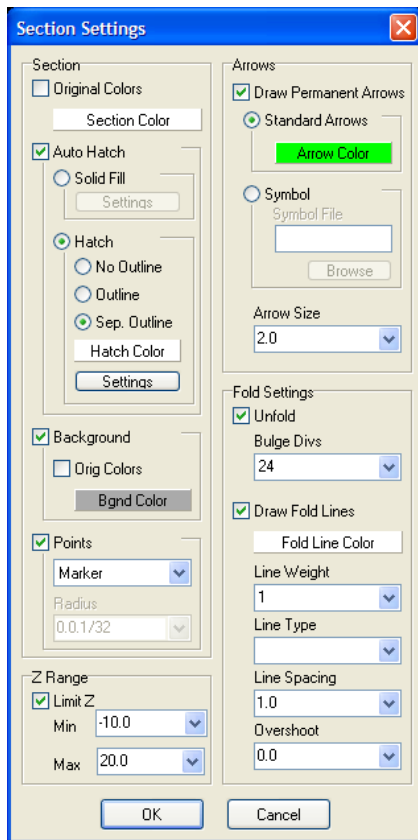 Section Settings
Section
Original Colors
Section Color
Auto Hatch
Solid Fill
Settings
Hatch
No Outline
Outline
Sep. Outline
Hatch Color
Settings
Background
Orig Colors
Bgnd Color
Points
Marker
Radius
0.0.1/32
Z Range
Limit Z
Min -10.0
Max 20.0
Arrows
Draw Permanent Arrows
Standard Arrows
Arrow Color
Symbol
Symbol File
Browse
Arrow Size
2.0
Fold Settings
Unfold
Bulge Divs
24
Draw Fold Lines
Fold Line Color
Line Weight
1
Line Type
Line Spacing
1.0
Overshoot
0.0
OK
Cancel